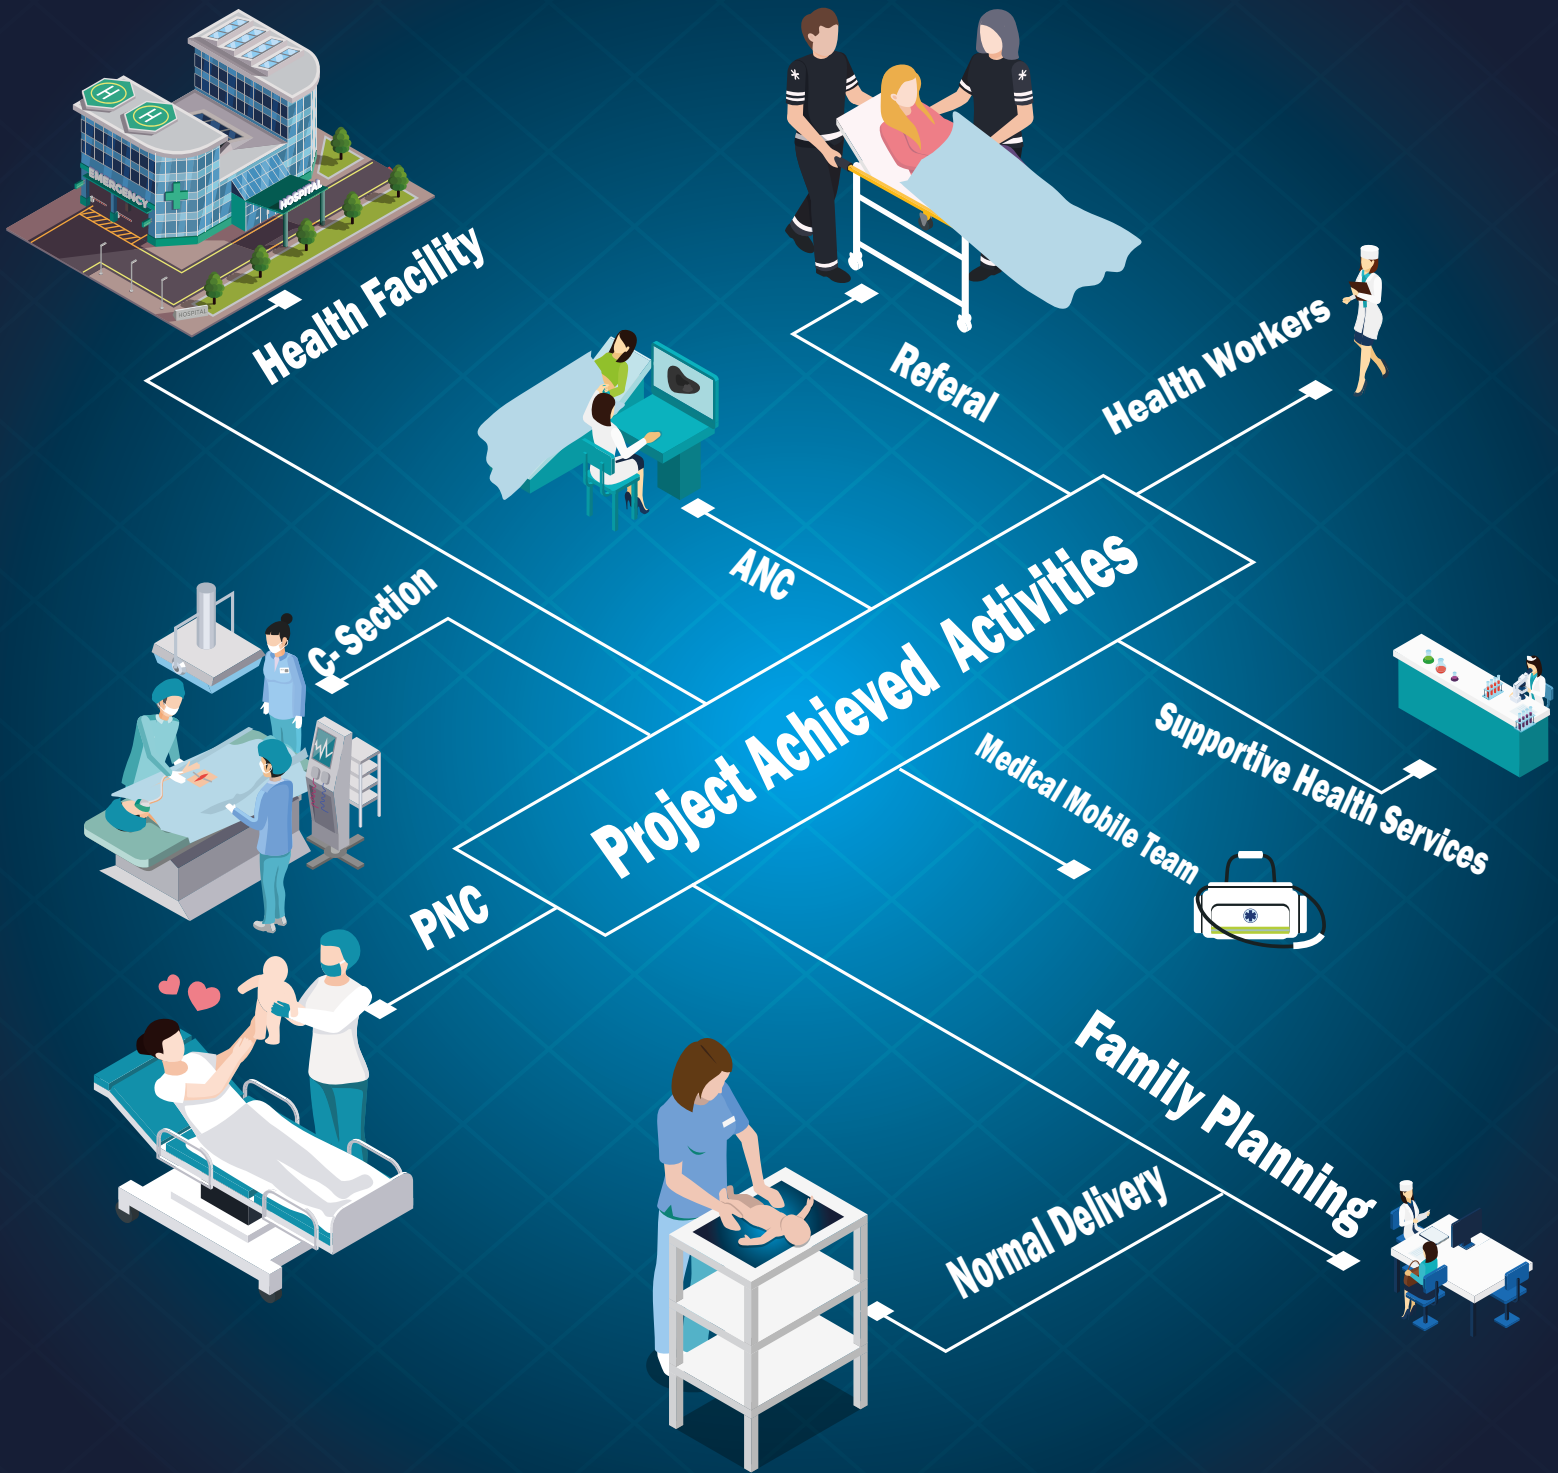 EMERGENCY
HOSPITAL
HOSPITAL
H
H
Health Facility
Referal
Health Workers
ANC
C- Section
Project Achieved Activities
Supportive Health Services
Medical Mobile Team
PNC
Family Planning
Normal Delivery